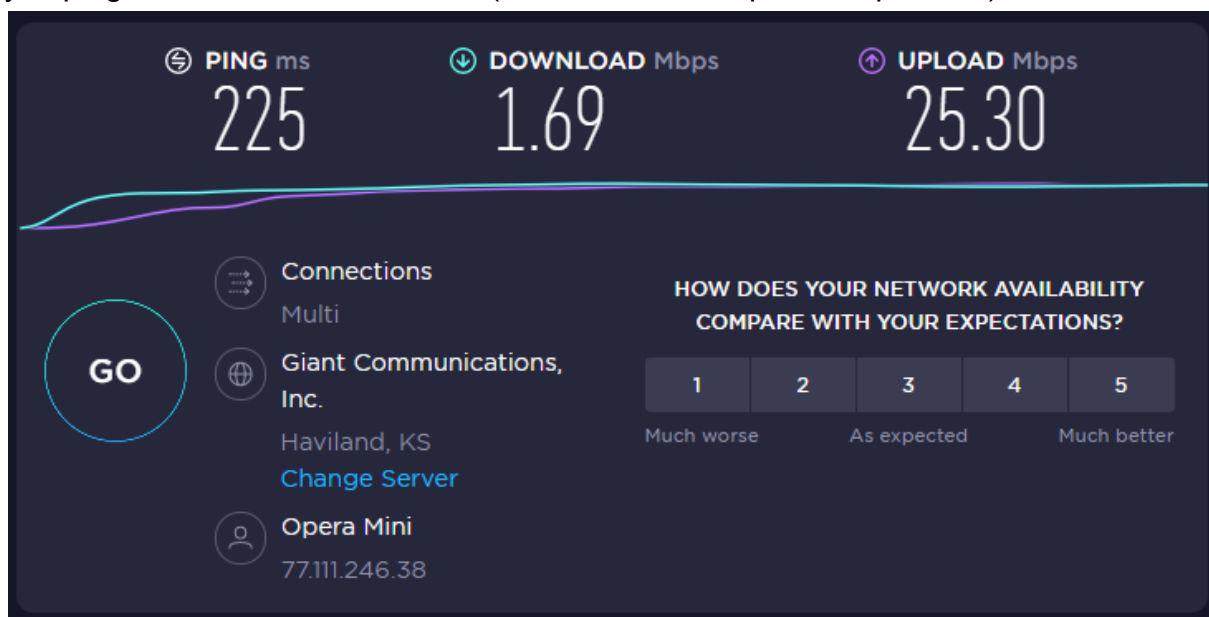 PING ms
225
DOWNLOAD Mbps
1.69
UPLOAD Mbps
25.30
GO
Connections
Multi
Giant Communications,
Inc.
Haviland, KS
Change Server
Opera Mini
77.111.246.38
HOW DOES YOUR NETWORK AVAILABILITY
COMPARE WITH YOUR EXPECTATIONS?
1 2 3 4 5
Much worse As expected Much better